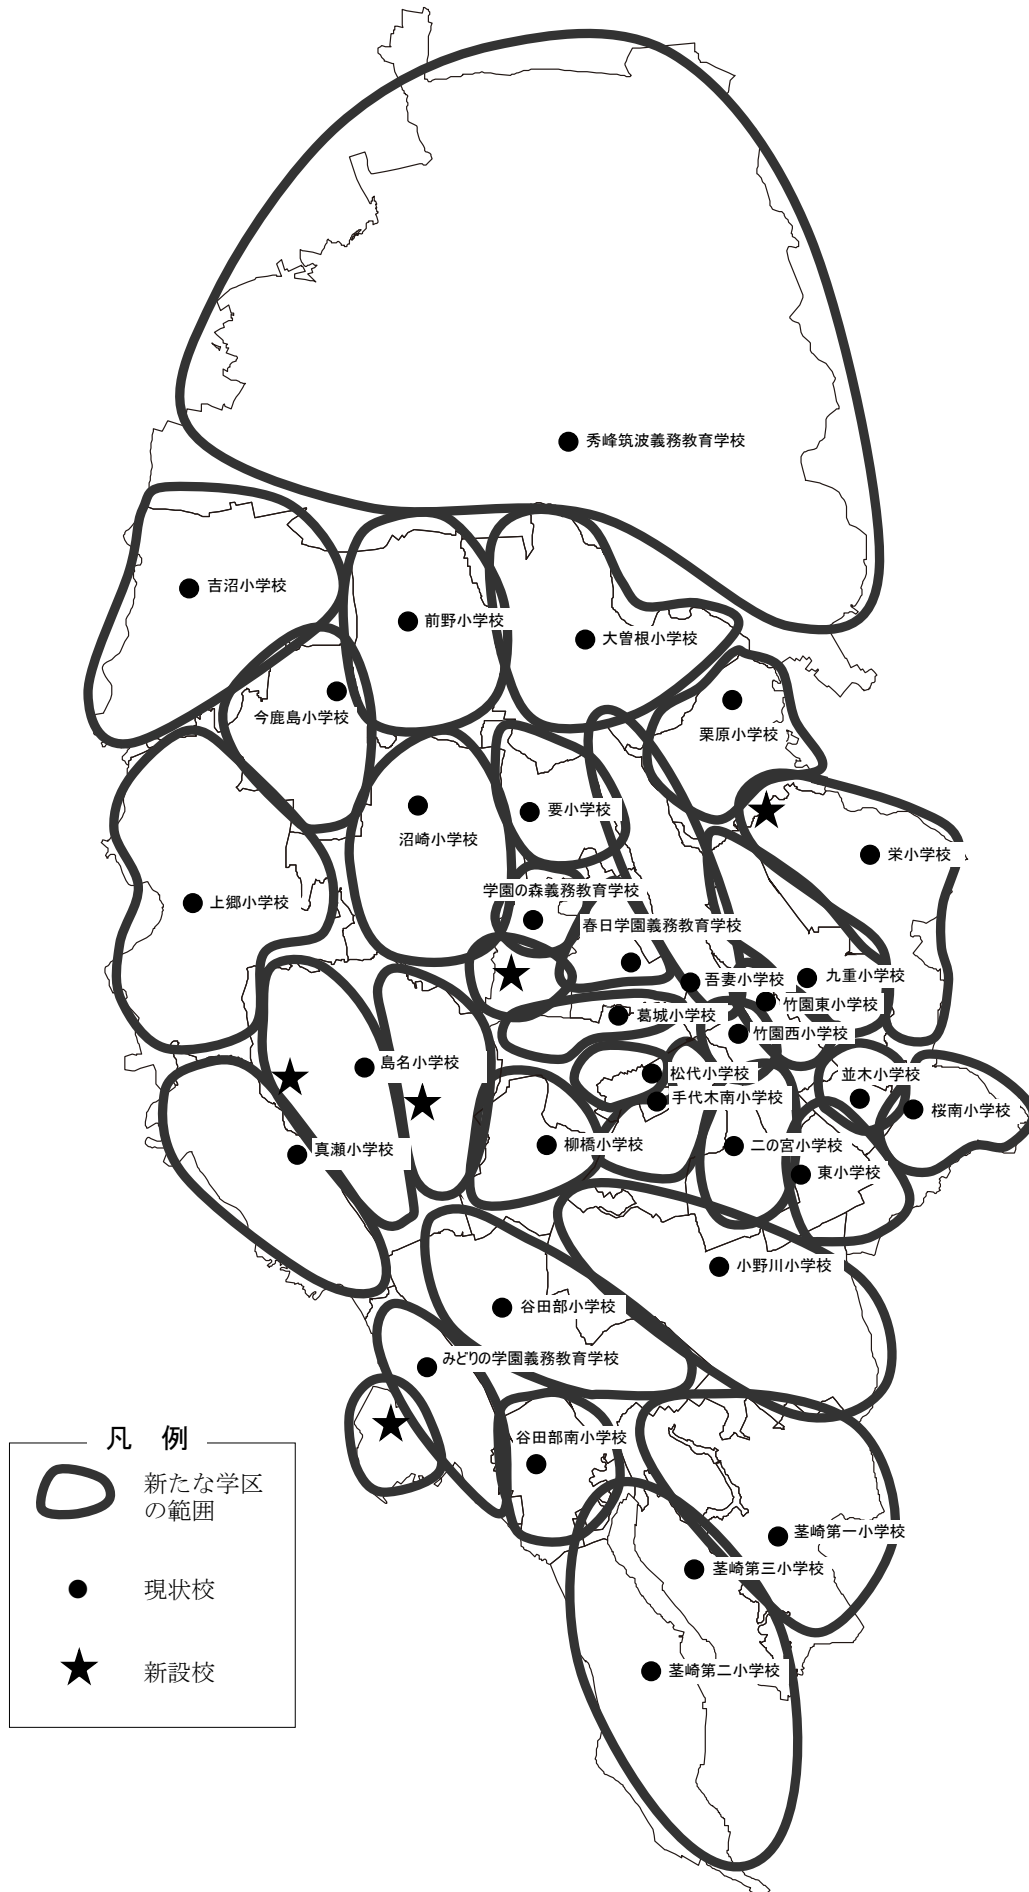 秀峰筑波義務教育学校
吉沼小学校
前野小学校
大曽根小学校
今鹿島小学校
栗原小学校
要小学校
沼崎小学校
栄小学校
学園の森義務教育学校
上郷小学校
春日学園義務教育学校
吾妻小学校
九重小学校
竹園東小学校
葛城小学校
竹園西小学校
島名小学校
松代小学校
並木小学校
手代木南小学校
桜南小学校
真瀬小学校
柳橋小学校
二の宮小学校
東小学校
小野川小学校
谷田部小学校
みどりの学園義務教育学校
谷田部南小学校
茎崎第一小学校
茎崎第三小学校
茎崎第二小学校
凡 例
新たな学区
の範囲
現状校
新設校